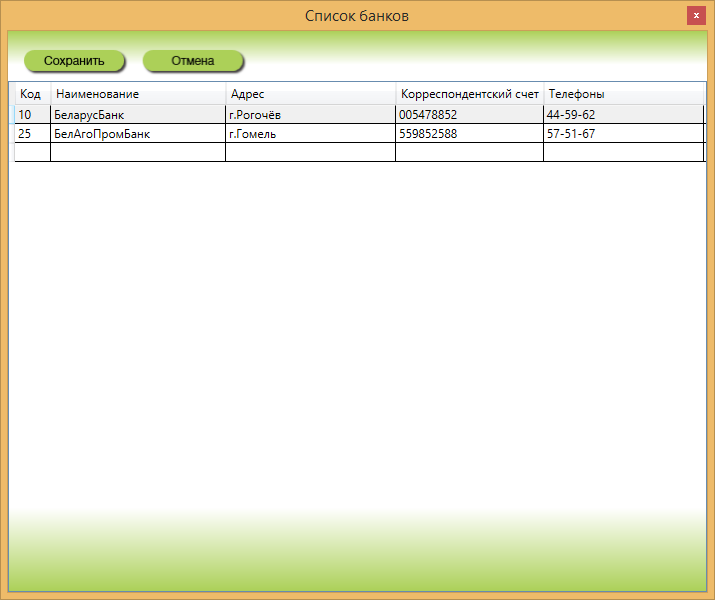 Список банков
x
Сохранить Отмена
Код Наименование Адрес Корреспондентский счет Телефоны
10 БеларусБанк г.Рогочёв 005478852 44-59-62
25 БелАгоПромБанк г.Гомель 559852588 57-51-67